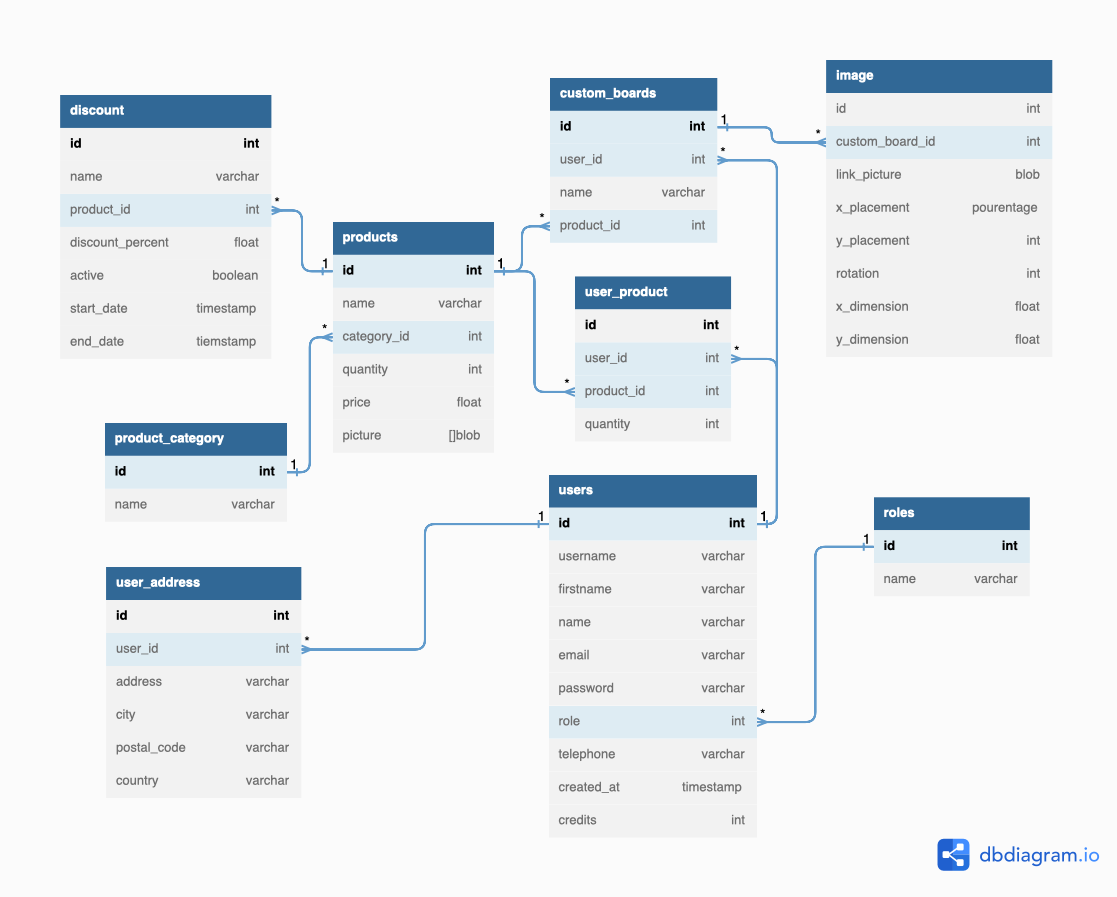 discount
id int
name varchar
product_id int
discount_percent float
active boolean
start_date timestamp
end_date tiemstamp
products
id int
name varchar
category_id int
quantity int
price float
picture []blob
product_category
id int
name varchar
user_address
id int
user_id int
address varchar
city varchar
postal_code varchar
country varchar
custom_boards
id int
user_id int
name varchar
product_id int
user_product
id int
user_id int
product_id int
quantity int
users
id int
username varchar
firstname varchar
name varchar
email varchar
password varchar
role int
telephone varchar
created_at timestamp
credits int
image
id int
custom_board_id int
link_picture blob
x_placement pourentage
y_placement int
rotation int
x_dimension float
y_dimension float
roles
id int
name varchar
* 1
* 1
1 *
1 *
*
*
*
1 1
*
* 1
dbdiagram.io